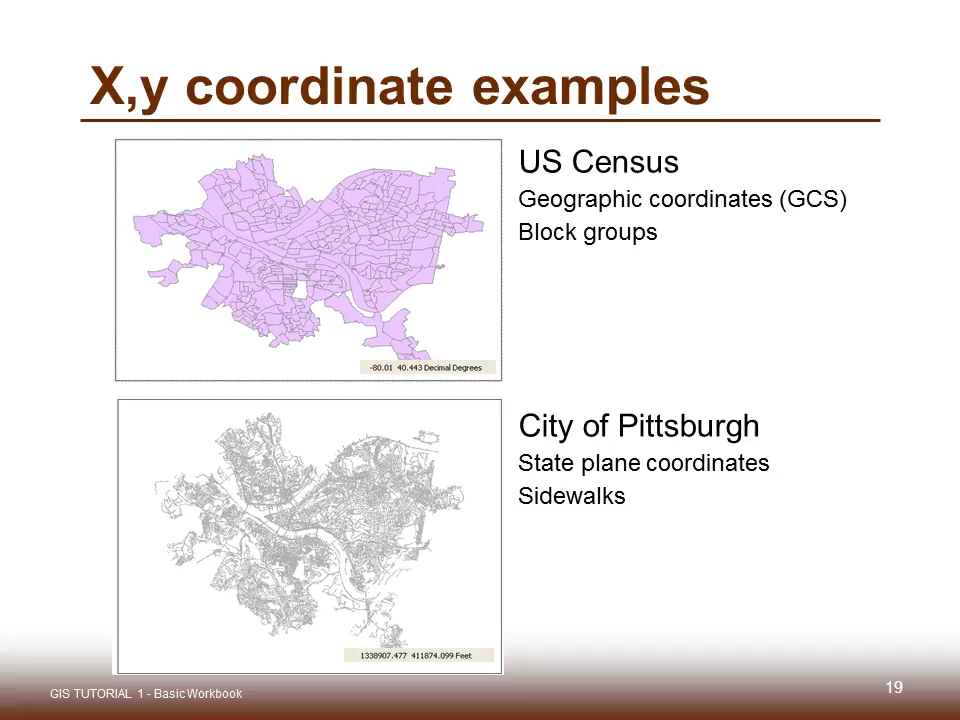 X,y coordinate examples
US Census
Geographic coordinates (GCS)
Block groups
-80.01 40.443 Decimal Degrees
City of Pittsburgh
State plane coordinates
Sidewalks
1338907.477 411874.099 Feet
GIS TUTORIAL 1 - Basic Workbook
19